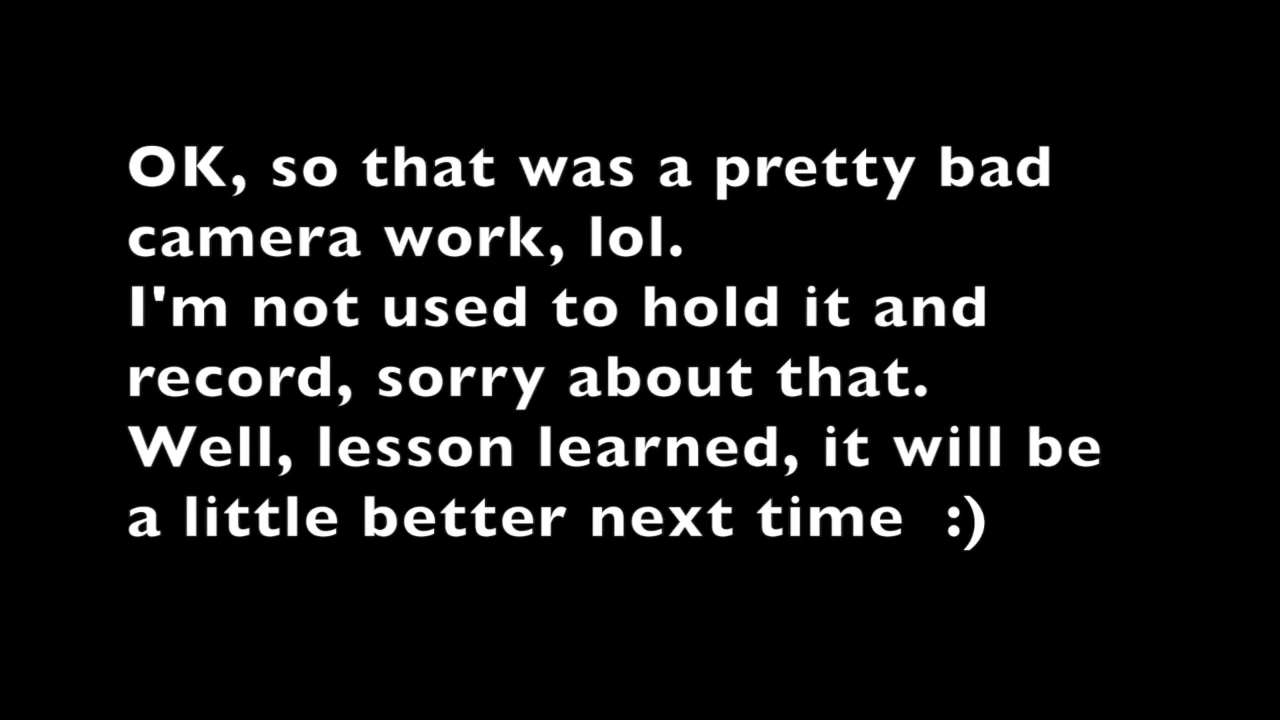 OK, so that was a pretty bad
camera work, lol.
I'm not used to hold it and
record, sorry about that.
Well, lesson learned, it will be
a little better next time  :)